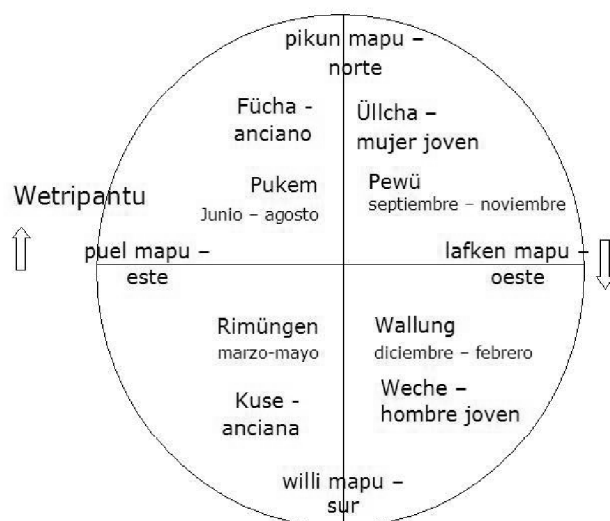 pikun mapu –
norte
Fücha -
anciano
Üllcha –
mujer joven
Wetripantu
Pukem
Junio – agosto
Pewü
septiembre – noviembre
puel mapu –
este
lafken mapu –
oeste
Rimüngen
marzo-mayo
Wallung
diciembre – febrero
Kuse -
anciana
Weche –
hombre joven
willi mapu –
sur